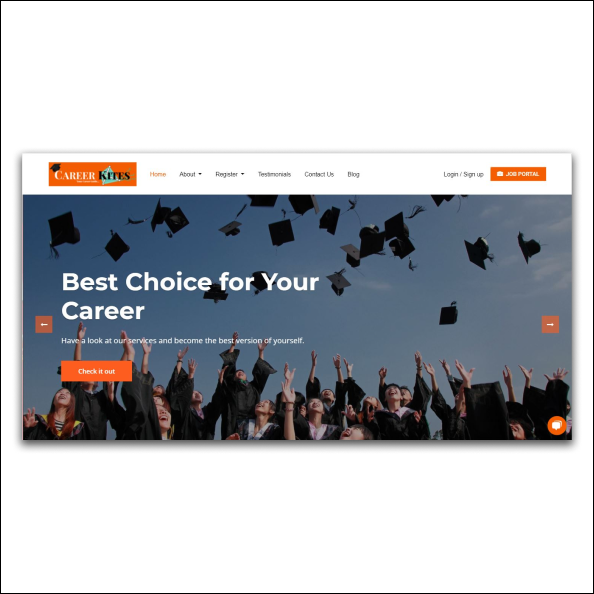 CAREER KITES
Home
About
Register
Testimonials
Contact Us
Blog
Login / Sign up
JOB PORTAL
Best Choice for Your
Career
Have a look at our services and become the best version of yourself.
Check it out